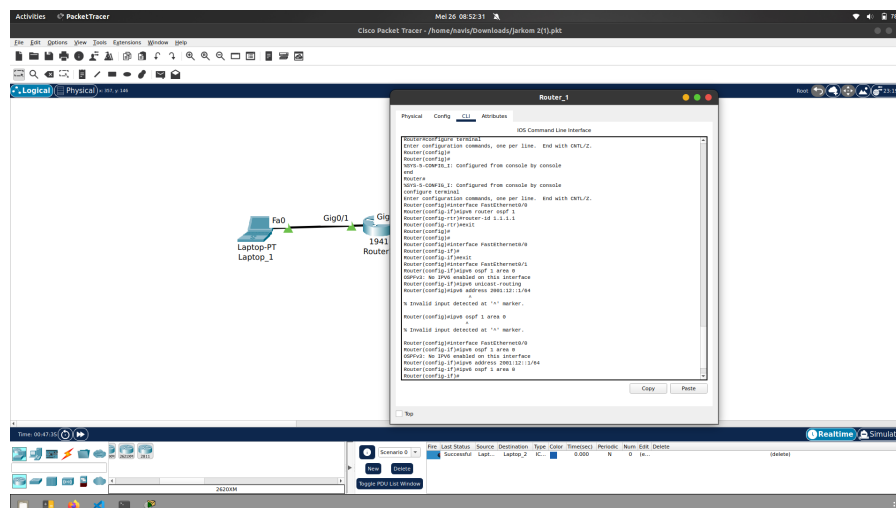 Activities PacketTracer Mei 26 08:52:31
Cisco Packet Tracer - /home/navis/Downloads/jarkom 2(1).pkt
File Edit Options View Tools Extensions Window Help
Logical Physical x: 357, y: 146 Root
Router_1
Physical Config CLI Attributes
IOS Command Line Interface
Router#configure terminal
Enter configuration commands, one per line. End with CNTL/Z.
Router(config)#
Router(config)#
%SYS-5-CONFIG_I: Configured from console by console
end
Router#
%SYS-5-CONFIG_I: Configured from console by console
configure terminal
Enter configuration commands, one per line. End with CNTL/Z.
Router(config)#interface FastEthernet0/0
Router(config-if)#ipv6 router ospf 1
Router(config-rtr)#router-id 1.1.1.1
Router(config-rtr)#exit
Router(config)#
Router(config)#
Router(config)#interface FastEthernet0/0
Router(config-if)#
Router(config-if)#exit
Router(config)#interface FastEthernet0/1
Router(config-if)#ipv6 ospf 1 area 0
OSPFv3: No IPV6 enabled on this interface
Router(config-if)#ipv6 unicast-routing
Router(config)#ipv6 address 2001:12::1/64
^
% Invalid input detected at '^' marker.
Router(config)#ipv6 ospf 1 area 0
^
% Invalid input detected at '^' marker.
Router(config)#interface FastEthernet0/0
Router(config-if)#ipv6 ospf 1 area 0
OSPFv3: No IPV6 enabled on this interface
Router(config-if)#ipv6 address 2001:12::1/64
Router(config-if)#ipv6 ospf 1 area 0
Router(config-if)#
Copy Paste
Top
Fa0 Gig0/1 Gig
Laptop-PT
Laptop_1
1941
Router
Time: 00:47:35 Realtime Simulat
Scenario 0
New Delete
Toggle PDU List Window
Fire Last Status Source Destination Type Color Time(sec) Periodic Num Edit Delete
Successful Lapt... Laptop_2 IC... 0.000 N 0 (e... (delete)
2620XM 2811
2620XM